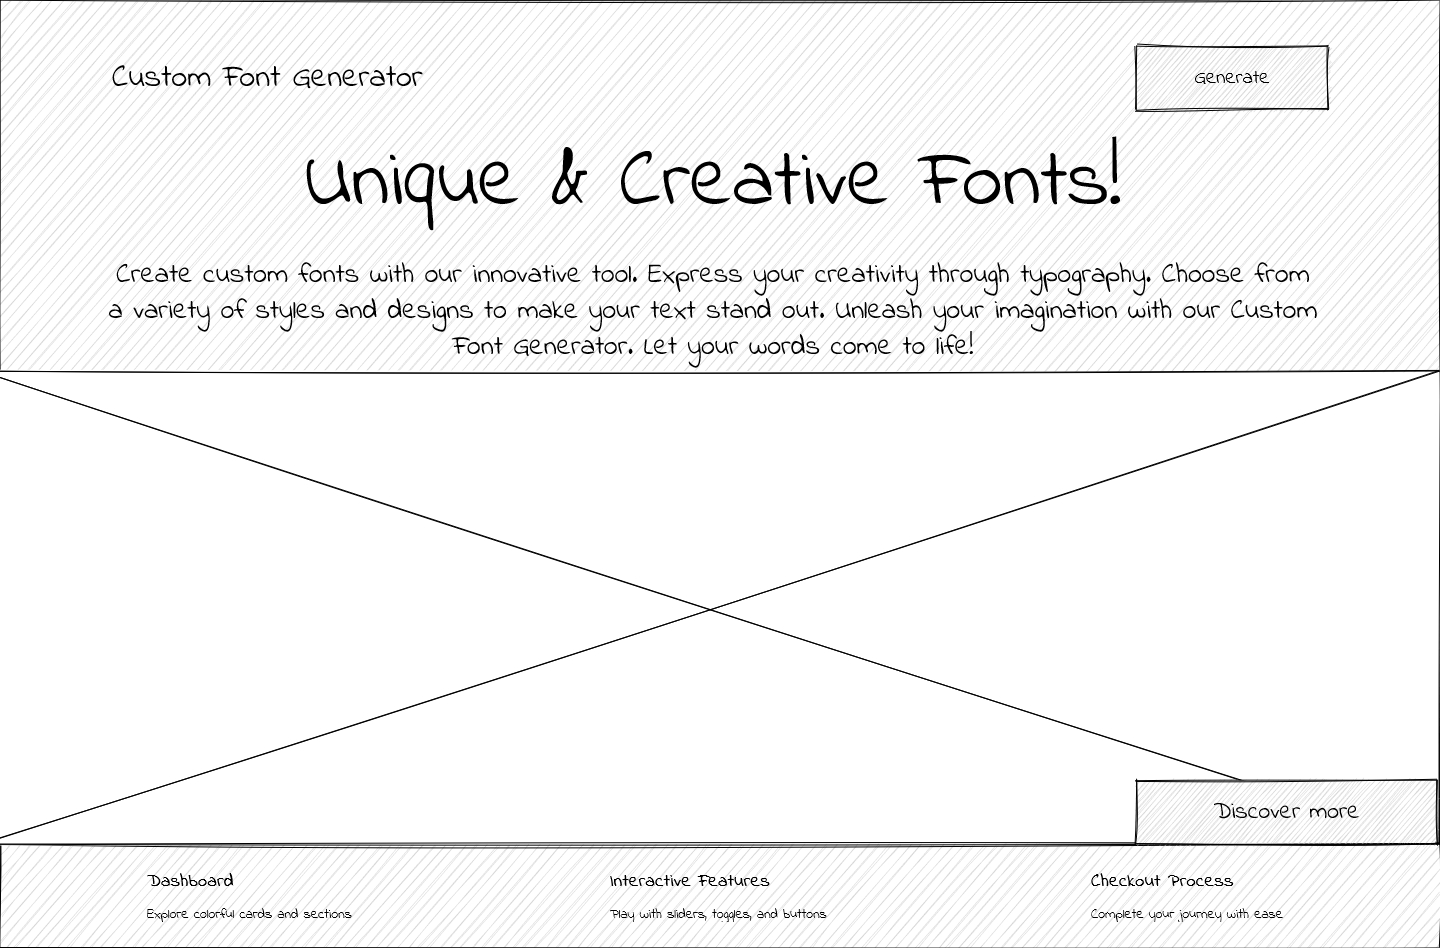 Custom Font Generator
Generate
Unique & Creative Fonts!
Create custom fonts with our innovative tool. Express your creativity through typography. Choose from
a variety of styles and designs to make your text stand out. Unleash your imagination with our Custom
Font Generator. Let your words come to life!
Discover more
Dashboard
Explore colorful cards and sections
Interactive Features
Play with sliders, toggles, and buttons
Checkout Process
Complete your journey with ease